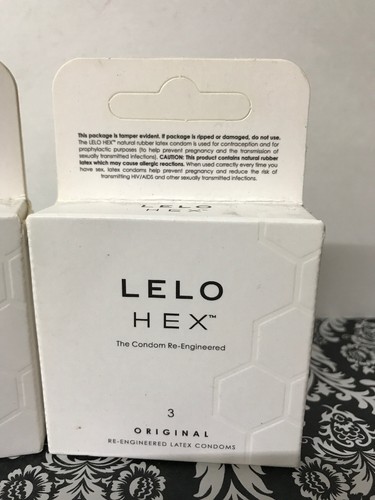 This package is tamper evident. If package is ripped or damaged, do not use.
The LELO HEX™ natural rubber latex condom is used for contraception and for
prophylactic purposes (to help prevent pregnancy and the transmission of
sexually transmitted infections). CAUTION: This product contains natural rubber
latex which may cause allergic reactions. When used correctly every time you
have sex, latex condoms help prevent pregnancy and reduce the risk of
transmitting HIV/AIDS and other sexually transmitted infections.
LELO
HEX™
LELO
HEX™
The Condom Re-Engineered
3
ORIGINAL
RE-ENGINEERED LATEX CONDOMS